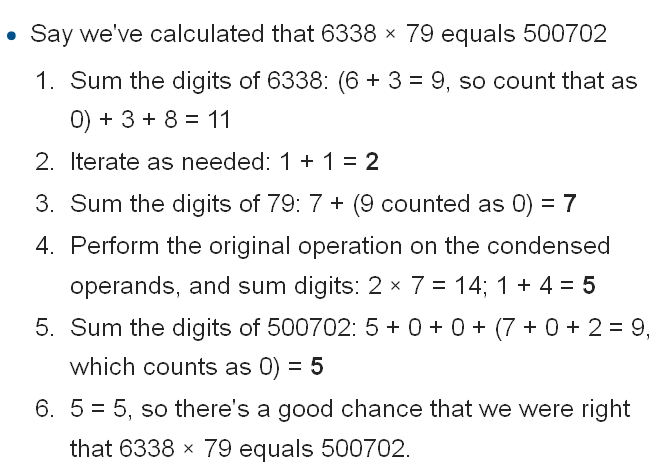 • Say we've calculated that 6338 × 79 equals 500702
1. Sum the digits of 6338: (6 + 3 = 9, so count that as
0) + 3 + 8 = 11
2. Iterate as needed: 1 + 1 = 2
3. Sum the digits of 79: 7 + (9 counted as 0) = 7
4. Perform the original operation on the condensed
operands, and sum digits: 2 × 7 = 14; 1 + 4 = 5
5. Sum the digits of 500702: 5 + 0 + 0 + (7 + 0 + 2 = 9,
which counts as 0) = 5
6. 5 = 5, so there's a good chance that we were right
that 6338 × 79 equals 500702.